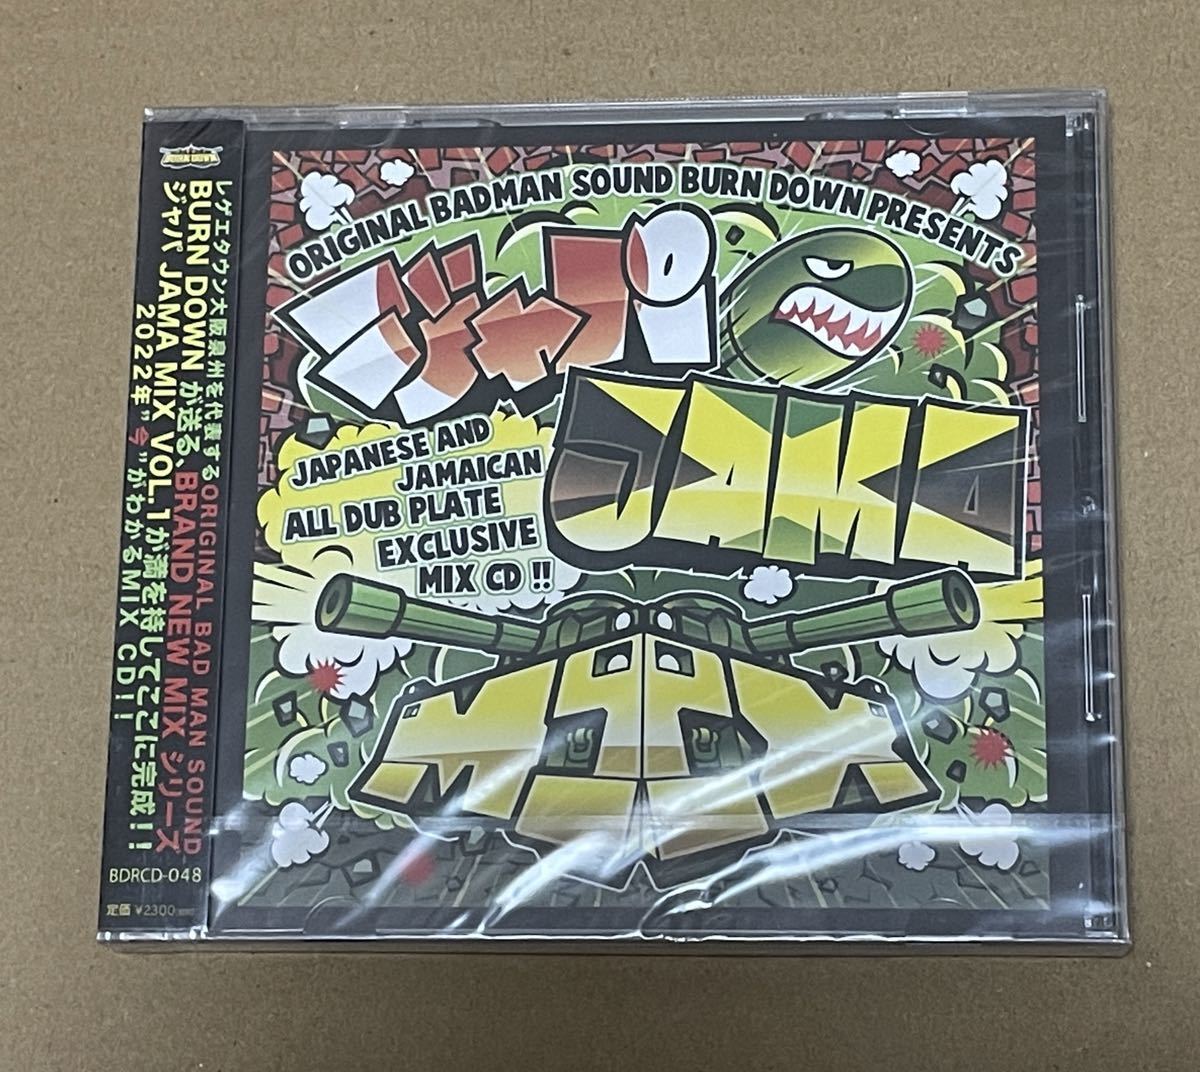 BURN DOWN
レゲエタウン大阪泉州を代表するORIGINAL BAD MAN SOUND
BURN DOWN が送る、BRAND NEW MIX シリーズ
ジャパ JAMA MIX VOL.1が満を持してここに完成!!
2022年"今"がわかるMIX CD!
BDRCD-048
定価 ¥2300
ORIGINAL BADMAN SOUND BURN DOWN PRESENTS
ジャパ
JAMA
JAPANESE AND
JAMAICAN
ALL DUB PLATE
EXCLUSIVE
MIX CD !!
MIX